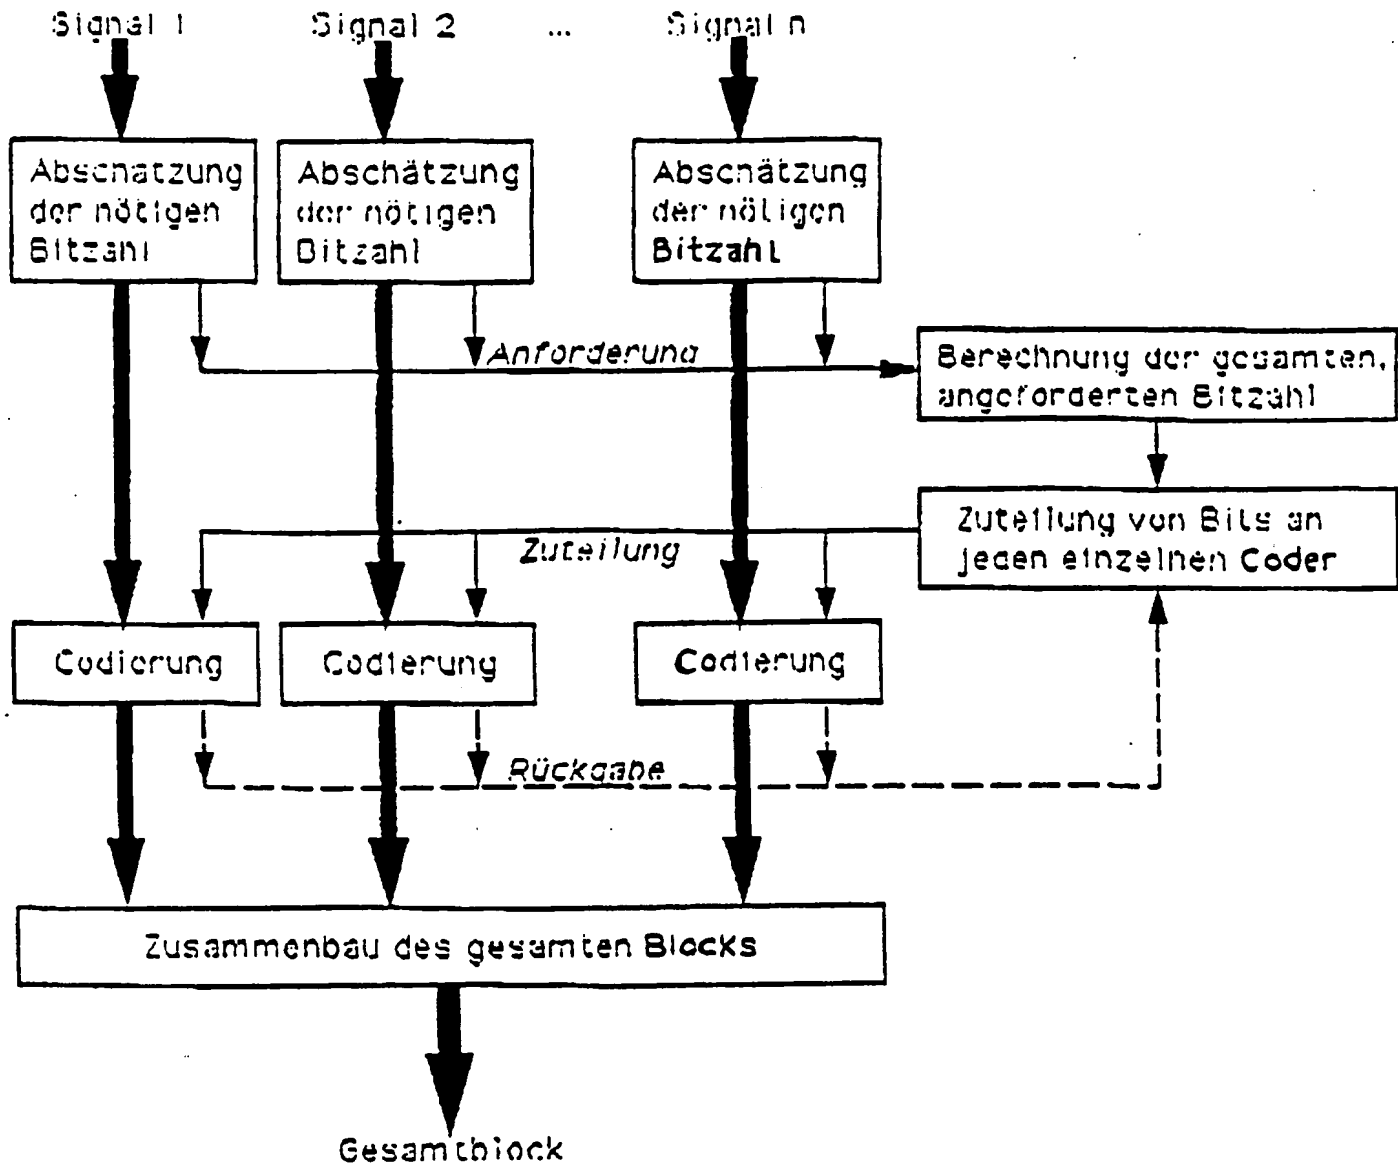 Signal 1
Signal 2
...
Signal n
Abschätzung
der nötigen
Bitzahl
Abschätzung
der nötigen
Bitzahl
Abschätzung
der nötigen
Bitzahl
Anforderung
Berechnung der gesamten,
angeforderten Bitzahl
Zuteilung von Bits an
jeden einzelnen Coder
Zuteilung
Codierung
Codierung
Codierung
Rückgabe
Zusammenbau des gesamten Blocks
Gesamtblock